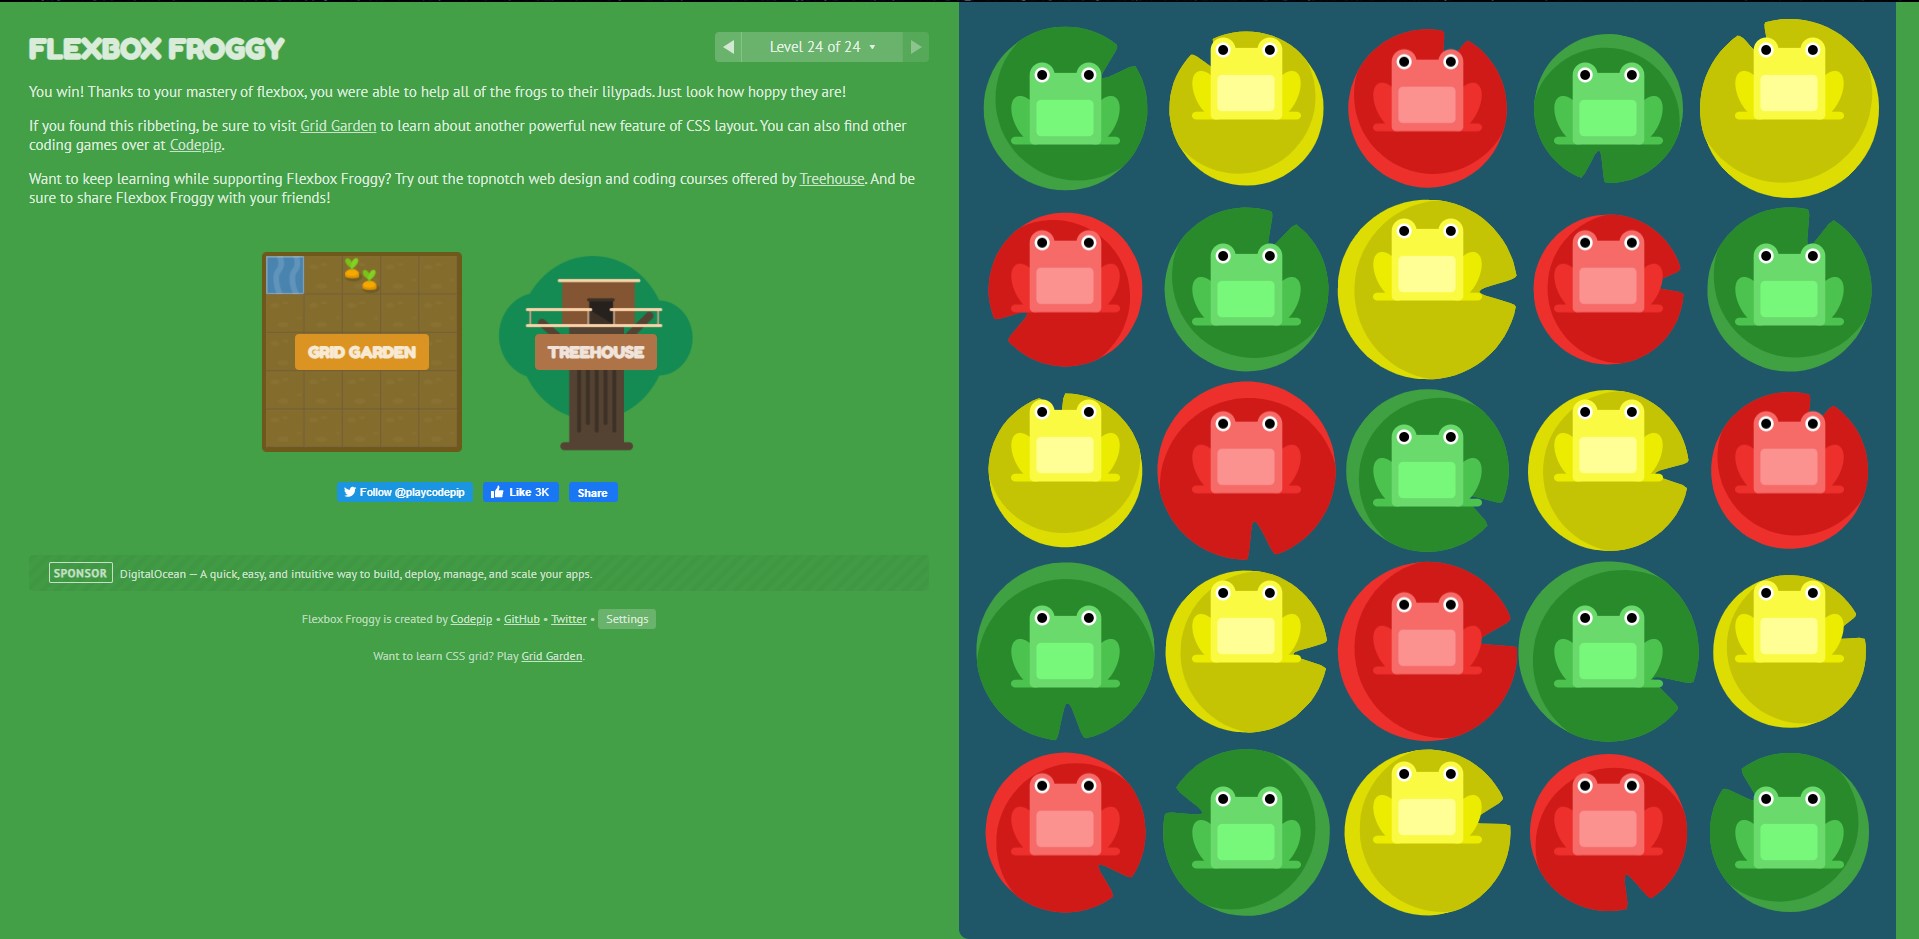 FLEXBOX FROGGY
Level 24 of 24
You win! Thanks to your mastery of flexbox, you were able to help all of the frogs to their lilypads. Just look how hoppy they are!
If you found this ribbeting, be sure to visit Grid Garden to learn about another powerful new feature of CSS layout. You can also find other
coding games over at Codepip.
Want to keep learning while supporting Flexbox Froggy? Try out the topnotch web design and coding courses offered by Treehouse. And be
sure to share Flexbox Froggy with your friends!
GRID GARDEN
TREEHOUSE
Follow @playcodepip
Like 3K
Share
SPONSOR DigitalOcean — A quick, easy, and intuitive way to build, deploy, manage, and scale your apps.
Flexbox Froggy is created by Codepip • GitHub • Twitter • Settings
Want to learn CSS grid? Play Grid Garden.